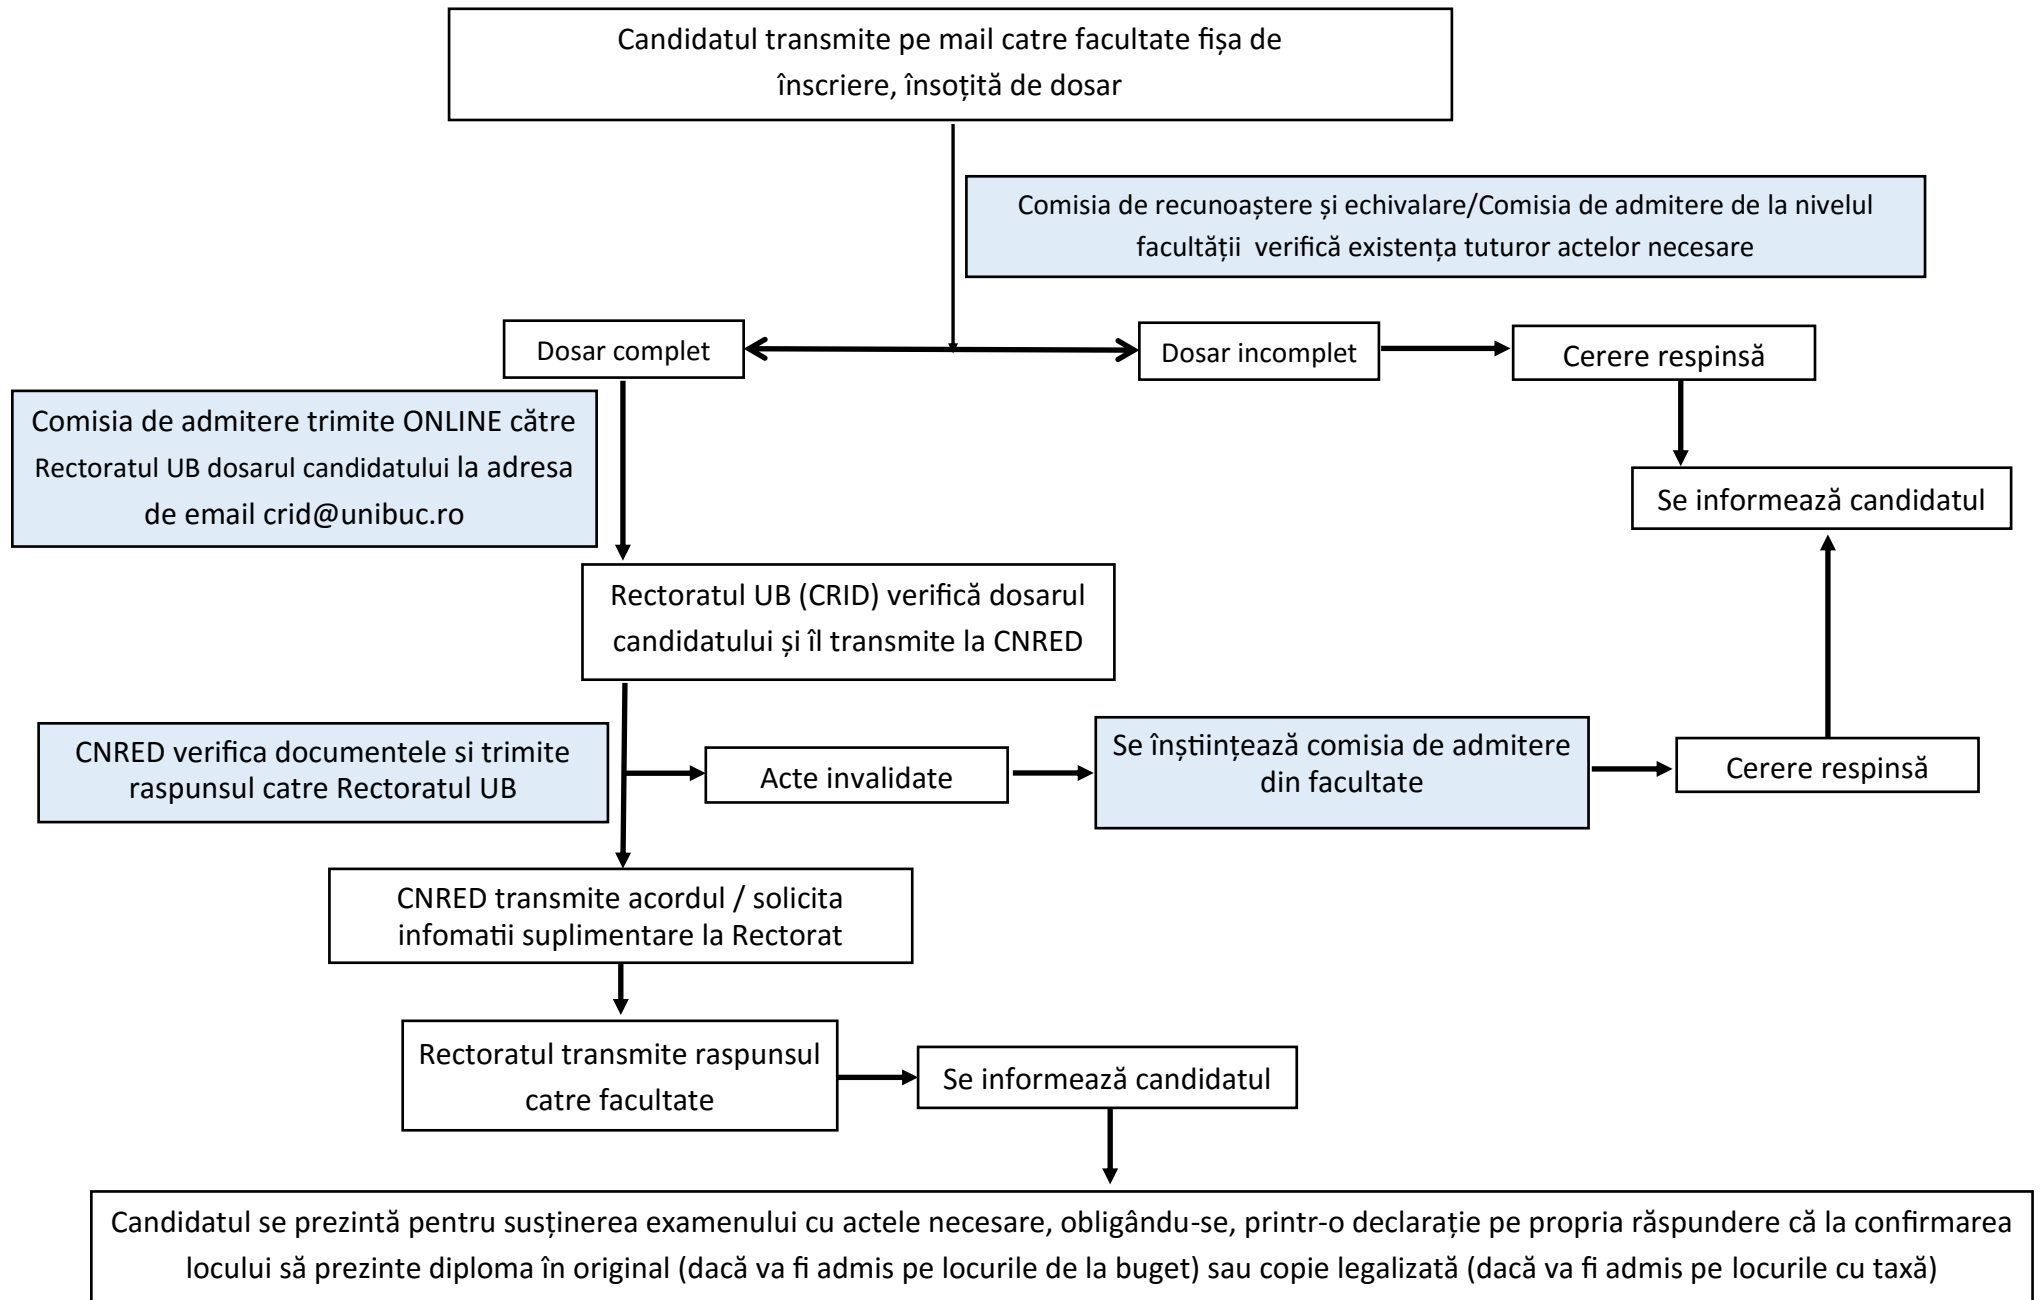 Candidatul transmite pe mail catre facultate fișa de
înscriere, însoțită de dosar
Comisia de recunoaștere și echivalare/Comisia de admitere de la nivelul
facultății  verifică existența tuturor actelor necesare
Dosar complet
Dosar incomplet
Cerere respinsă
Comisia de admitere trimite ONLINE către
Rectoratul UB dosarul candidatului la adresa
de email crid@unibuc.ro
Se informează candidatul
Rectoratul UB (CRID) verifică dosarul
candidatului și îl transmite la CNRED
CNRED verifica documentele si trimite
raspunsul catre Rectoratul UB
Acte invalidate
Se înștiințează comisia de admitere
din facultate
Cerere respinsă
CNRED transmite acordul / solicita
infomatii suplimentare la Rectorat
Rectoratul transmite raspunsul
catre facultate
Se informează candidatul
Candidatul se prezintă pentru susținerea examenului cu actele necesare, obligându-se, printr-o declarație pe propria răspundere că la confirmarea
locului să prezinte diploma în original (dacă va fi admis pe locurile de la buget) sau copie legalizată (dacă va fi admis pe locurile cu taxă)